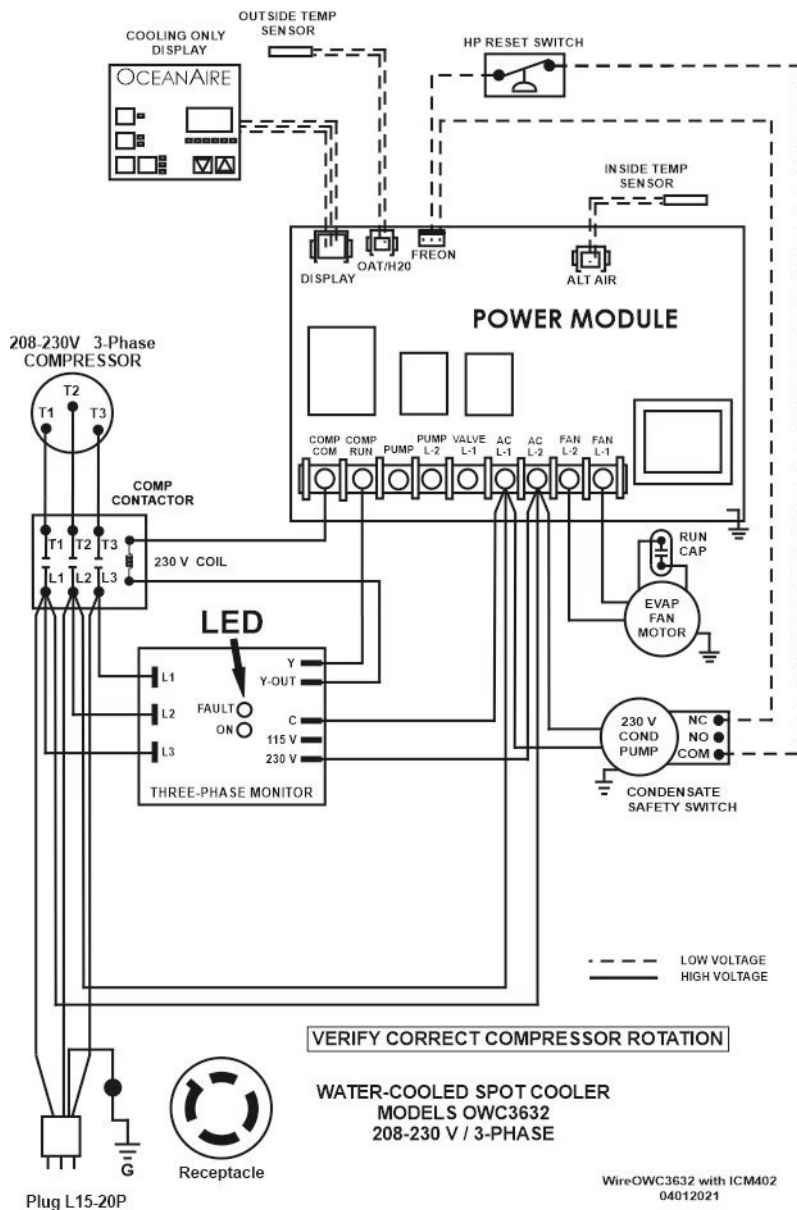 OUTSIDE TEMP
SENSOR
COOLING ONLY
DISPLAY
OCEANAIRE
HP RESET SWITCH
INSIDE TEMP
SENSOR
DISPLAY
OAT/H20
FREON
ALT AIR
POWER MODULE
208-230V 3-Phase
COMPRESSOR
T1
T2
T3
COMP
COM
COMP
RUN
PUMP
PUMP
L-2
VALVE
L-1
AC
L-1
AC
L-2
FAN
L-2
FAN
L-1
COMP
CONTACTOR
T1
T2
T3
L1
L2
L3
230 V COIL
RUN
CAP
EVAP
FAN
MOTOR
LED
L1
L2
L3
FAULT
ON
Y
Y-OUT
C
115 V
230 V
THREE-PHASE MONITOR
230 V
COND
PUMP
NC
NO
COM
CONDENSATE
SAFETY SWITCH
LOW VOLTAGE
HIGH VOLTAGE
VERIFY CORRECT COMPRESSOR ROTATION
WATER-COOLED SPOT COOLER
MODELS OWC3632
208-230 V / 3-PHASE
G
Receptacle
Plug L15-20P
WireOWC3632 with ICM402
04012021